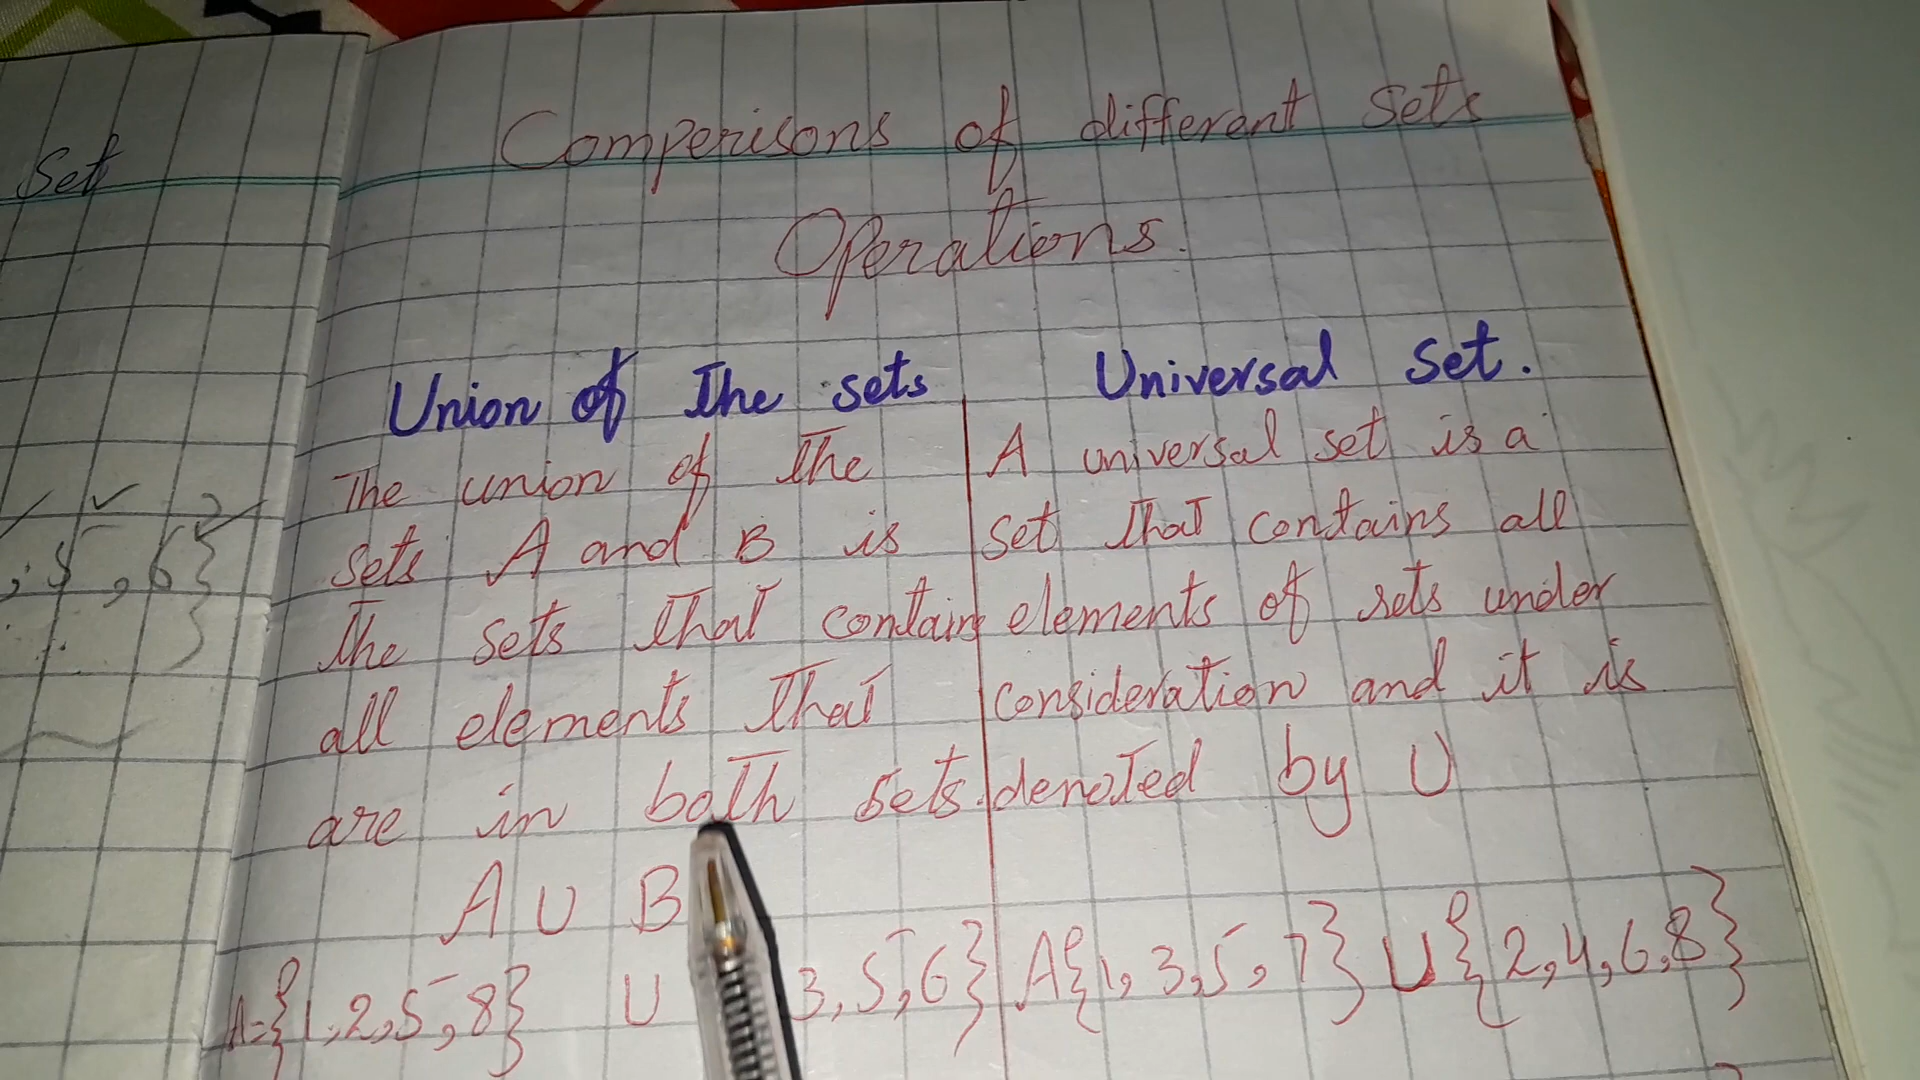 Set
, 5, 6}
Comperisons of different sets
Operations.
Union of The sets
The union of The
sets A and B is
The sets That contain
all elements That
are in both sets.
A U B
A={1,2,5,8} U 3,5,6}
Universal set.
A universal set is a
set That contains all
elements of sets under
consideration and it is
denoted by U
A{1,3,5,7} U {2,4,6,8}